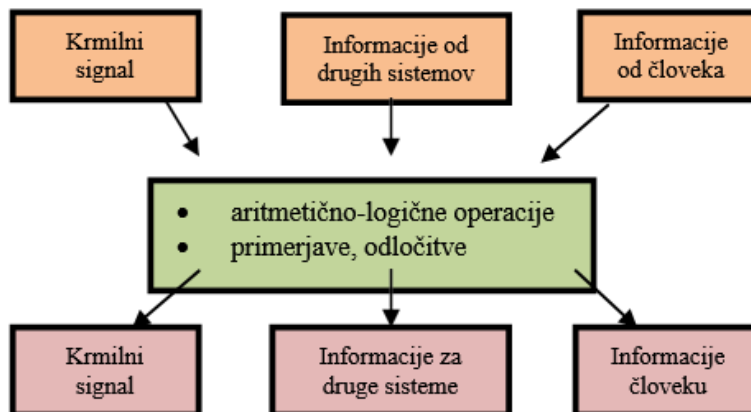 Krmilni
signal
Informacije od
drugih sistemov
Informacije
od človeka
• aritmetično-logične operacije
• primerjave, odločitve
Krmilni
signal
Informacije za
druge sisteme
Informacije
človeku